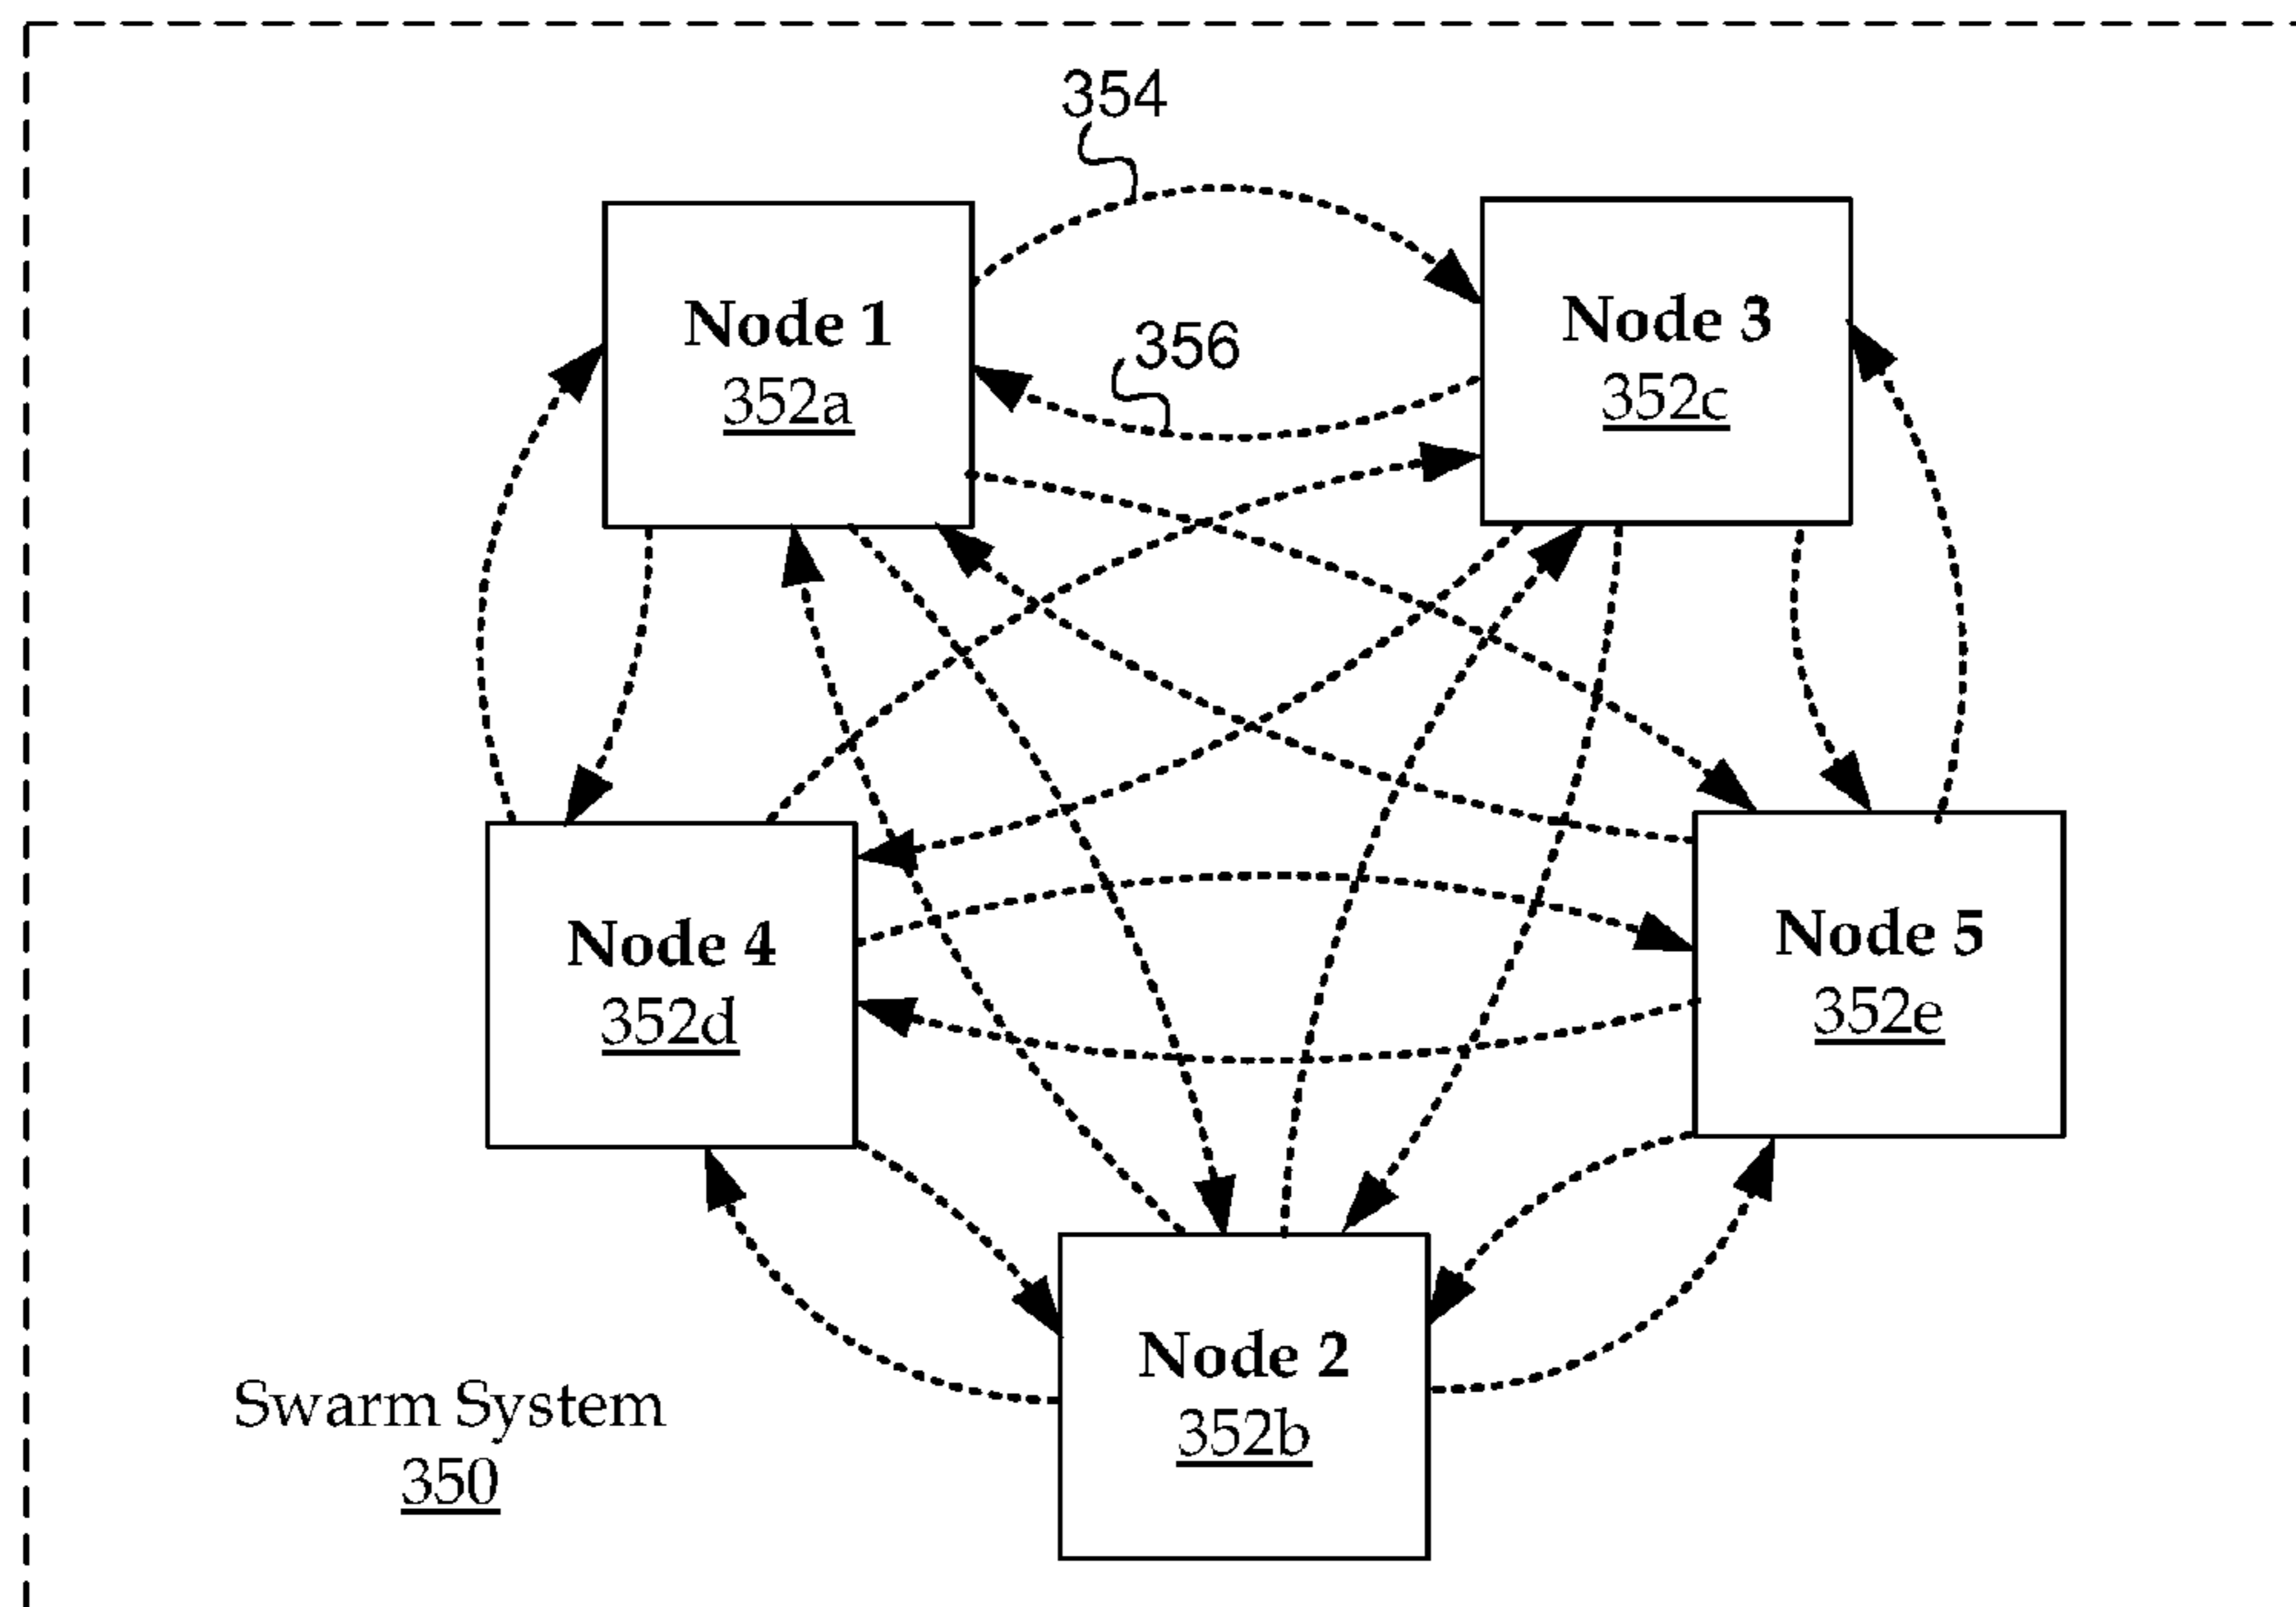 354
Node 1
352a
356
Node 3
352c
Node 4
352d
Node 5
352e
Node 2
352b
Swarm System
350